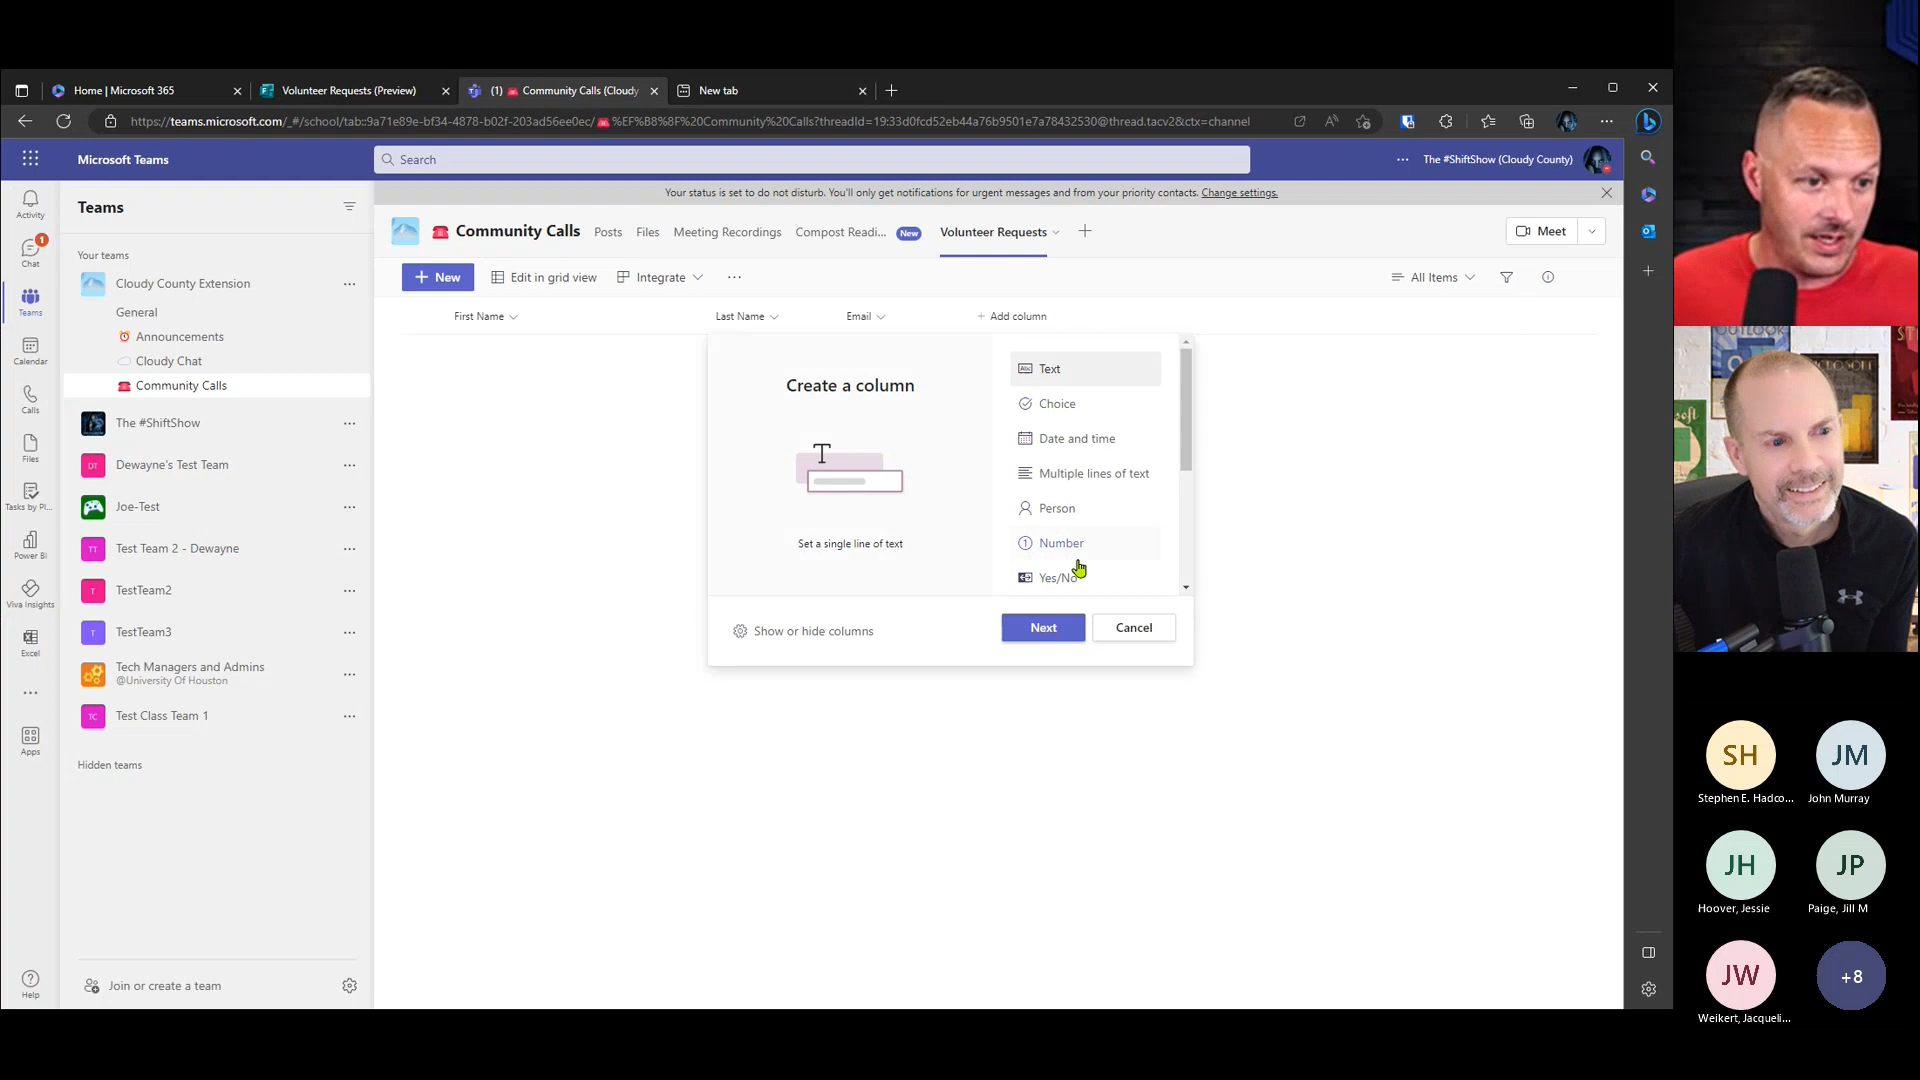 Home | Microsoft 365
Volunteer Requests (Preview)
(1) Community Calls (Cloudy
New tab
https://teams.microsoft.com/_#/school/tab:9a71e89e-bf34-4878-b02f-203ad56ee0ec/☎%EF%B8%8F%20Community%20Calls?threadId=19:33d0fcd52eb44a76b9501e7a78432530@thread.tacv2&ctx=channel
Microsoft Teams
Search
The #ShiftShow (Cloudy County)
Your status is set to do not disturb. You'll only get notifications for urgent messages and from your priority contacts. Change settings.
Activity
Chat
1
Teams
Calendar
Calls
Files
Tasks by Pl...
Power BI
Viva Insights
Excel
Apps
Help
Teams
Your teams
Cloudy County Extension
General
Announcements
Cloudy Chat
Community Calls
The #ShiftShow
DT Dewayne's Test Team
Joe-Test
TT Test Team 2 - Dewayne
T TestTeam2
T TestTeam3
Tech Managers and Admins
@University Of Houston
TC Test Class Team 1
Hidden teams
Join or create a team
Community Calls
Posts
Files
Meeting Recordings
Compost Readi...
New
Volunteer Requests
Meet
New
Edit in grid view
Integrate
All Items
First Name
Last Name
Email
Add column
Create a column
T
Set a single line of text
Abc Text
Choice
Date and time
Multiple lines of text
Person
Number
Yes/No
Show or hide columns
Next
Cancel
OUTLOOK
SH
Stephen E. Hadco...
JM
John Murray
JH
Hoover, Jessie
JP
Paige, Jill M
JW
Weikert, Jacqueli...
+8